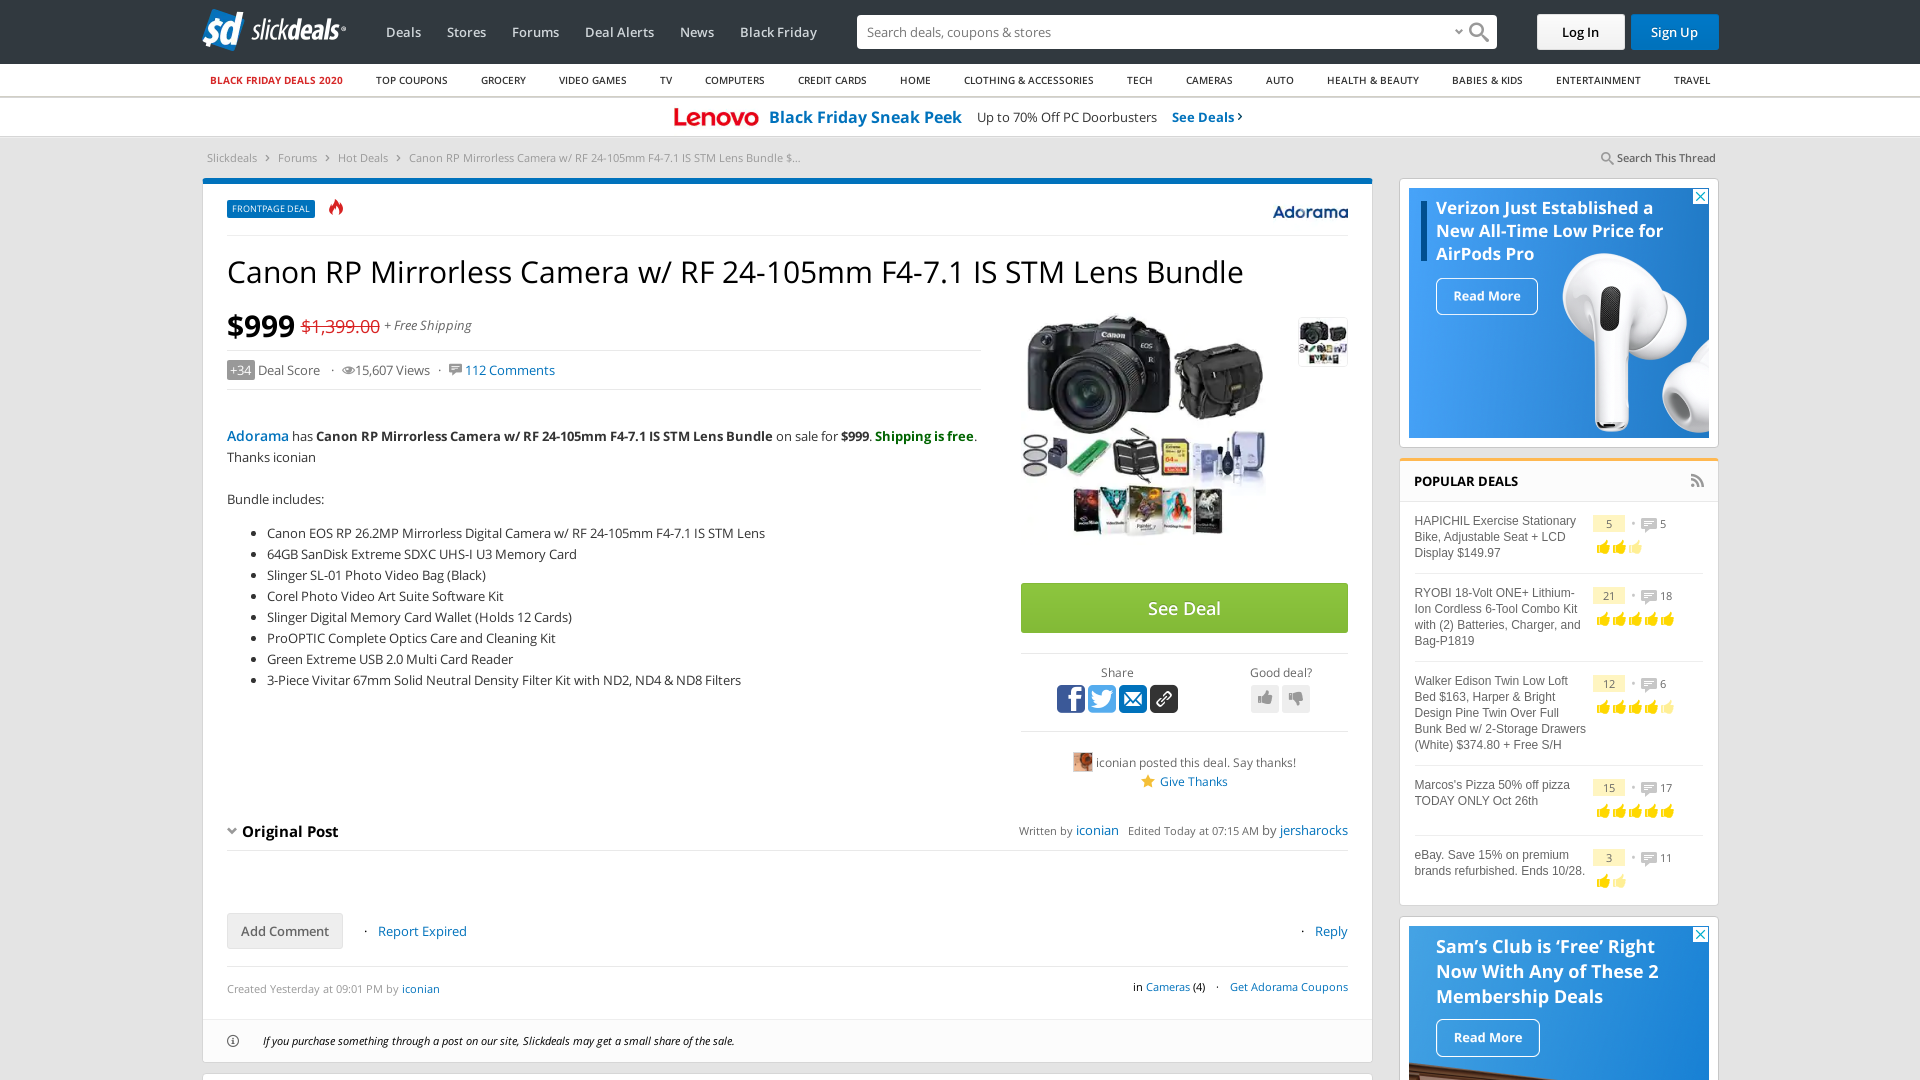 sd slickdeals
Deals
Stores
Forums
Deal Alerts
News
Black Friday
Search deals, coupons & stores
Log In
Sign Up
BLACK FRIDAY DEALS 2020
TOP COUPONS
GROCERY
VIDEO GAMES
TV
COMPUTERS
CREDIT CARDS
HOME
CLOTHING & ACCESSORIES
TECH
CAMERAS
AUTO
HEALTH & BEAUTY
BABIES & KIDS
ENTERTAINMENT
TRAVEL
Lenovo Black Friday Sneak Peek Up to 70% Off PC Doorbusters See Deals ›
Slickdeals › Forums › Hot Deals › Canon RP Mirrorless Camera w/ RF 24-105mm F4-7.1 IS STM Lens Bundle $...
Search This Thread
FRONTPAGE DEAL
Adorama
Canon RP Mirrorless Camera w/ RF 24-105mm F4-7.1 IS STM Lens Bundle
$999 $1,399.00 + Free Shipping
+34 Deal Score · 15,607 Views · 112 Comments
Adorama has Canon RP Mirrorless Camera w/ RF 24-105mm F4-7.1 IS STM Lens Bundle on sale for $999. Shipping is free.
Thanks iconian
Bundle includes:
Canon EOS RP 26.2MP Mirrorless Digital Camera w/ RF 24-105mm F4-7.1 IS STM Lens
64GB SanDisk Extreme SDXC UHS-I U3 Memory Card
Slinger SL-01 Photo Video Bag (Black)
Corel Photo Video Art Suite Software Kit
Slinger Digital Memory Card Wallet (Holds 12 Cards)
ProOPTIC Complete Optics Care and Cleaning Kit
Green Extreme USB 2.0 Multi Card Reader
3-Piece Vivitar 67mm Solid Neutral Density Filter Kit with ND2, ND4 & ND8 Filters
Canon
EOS
R
See Deal
Share
Good deal?
iconian posted this deal. Say thanks!
Give Thanks
Original Post
Written by iconian Edited Today at 07:15 AM by jersharocks
Add Comment
· Report Expired
· Reply
Created Yesterday at 09:01 PM by iconian
in Cameras (4) · Get Adorama Coupons
If you purchase something through a post on our site, Slickdeals may get a small share of the sale.
Verizon Just Established a
New All-Time Low Price for
AirPods Pro
Read More
POPULAR DEALS
HAPICHIL Exercise Stationary
Bike, Adjustable Seat + LCD
Display $149.97
5 • 5
RYOBI 18-Volt ONE+ Lithium-
Ion Cordless 6-Tool Combo Kit
with (2) Batteries, Charger, and
Bag-P1819
21 • 18
Walker Edison Twin Low Loft
Bed $163, Harper & Bright
Design Pine Twin Over Full
Bunk Bed w/ 2-Storage Drawers
(White) $374.80 + Free S/H
12 • 6
Marcos's Pizza 50% off pizza
TODAY ONLY Oct 26th
15 • 17
eBay. Save 15% on premium
brands refurbished. Ends 10/28.
3 • 11
Sam's Club is ‘Free’ Right
Now With Any of These 2
Membership Deals
Read More